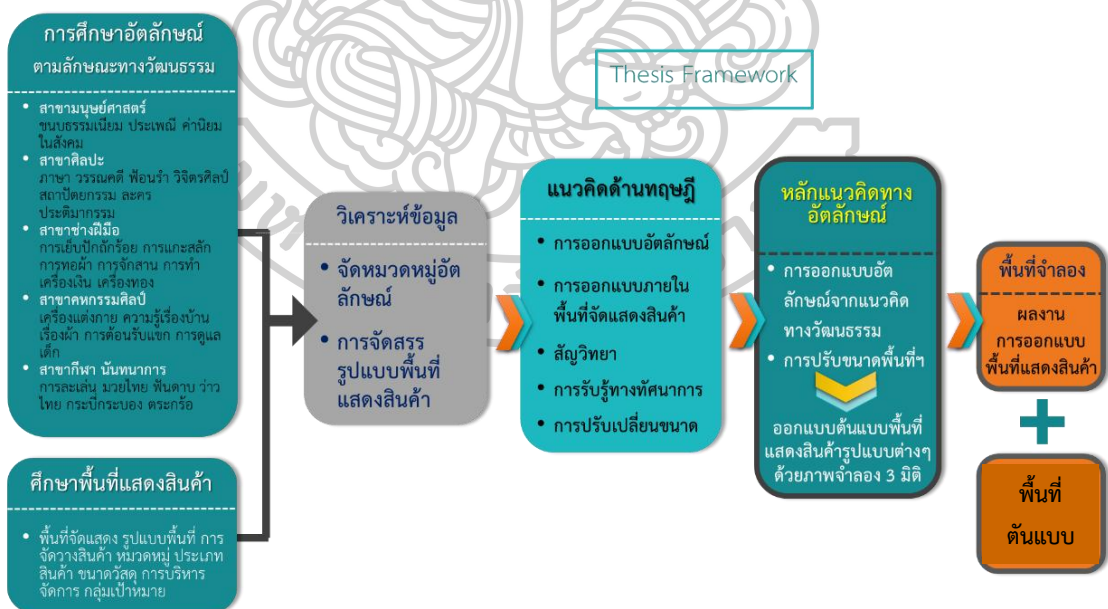 การศึกษาอัตลักษณ์
ตามลักษณะทางวัฒนธรรม
• สาขามนุษย์ศาสตร์
ขนบธรรมเนียม ประเพณี ค่านิยม
ในสังคม
• สาขาศิลปะ
ภาษา วรรณคดี ฟ้อนรำ วิจิตรศิลป์
สถาปัตยกรรม ละคร
ประติมากรรม
• สาขาช่างฝีมือ
การเย็บปักถักร้อย การแกะสลัก
การทอผ้า การจักสาน การทำ
เครื่องเงิน เครื่องทอง
• สาขาคหกรรมศิลป์
เครื่องแต่งกาย ความรู้เรื่องบ้าน
เรื่องผ้า การต้อนรับแขก การดูแล
เด็ก
• สาขากีฬา นันทนาการ
การละเล่น มวยไทย ฟันดาบ ว่าว
ไทย กระบี่กระบอง ตระกร้อ
ศึกษาพื้นที่แสดงสินค้า
• พื้นที่จัดแสดง รูปแบบพื้นที่ การ
จัดวางสินค้า หมวดหมู่ ประเภท
สินค้า ขนาดวัสดุ การบริหาร
จัดการ กลุ่มเป้าหมาย
Thesis Framework
วิเคราะห์ข้อมูล
• จัดหมวดหมู่อัต
ลักษณ์
• การจัดสรร
รูปแบบพื้นที่
แสดงสินค้า
แนวคิดด้านทฤษฎี
• การออกแบบอัตลักษณ์
• การออกแบบภายใน
พื้นที่จัดแสดงสินค้า
• สัญวิทยา
• การรับรู้ทางทัศนาการ
• การปรับเปลี่ยนขนาด
หลักแนวคิดทาง
อัตลักษณ์
• การออกแบบอัต
ลักษณ์จากแนวคิด
ทางวัฒนธรรม
• การปรับขนาดพื้นที่ฯ
ออกแบบต้นแบบพื้นที่
แสดงสินค้ารูปแบบต่างๆ
ด้วยภาพจำลอง 3 มิติ
พื้นที่จำลอง
ผลงาน
การออกแบบ
พื้นที่แสดงสินค้า
+
พื้นที่
ต้นแบบ